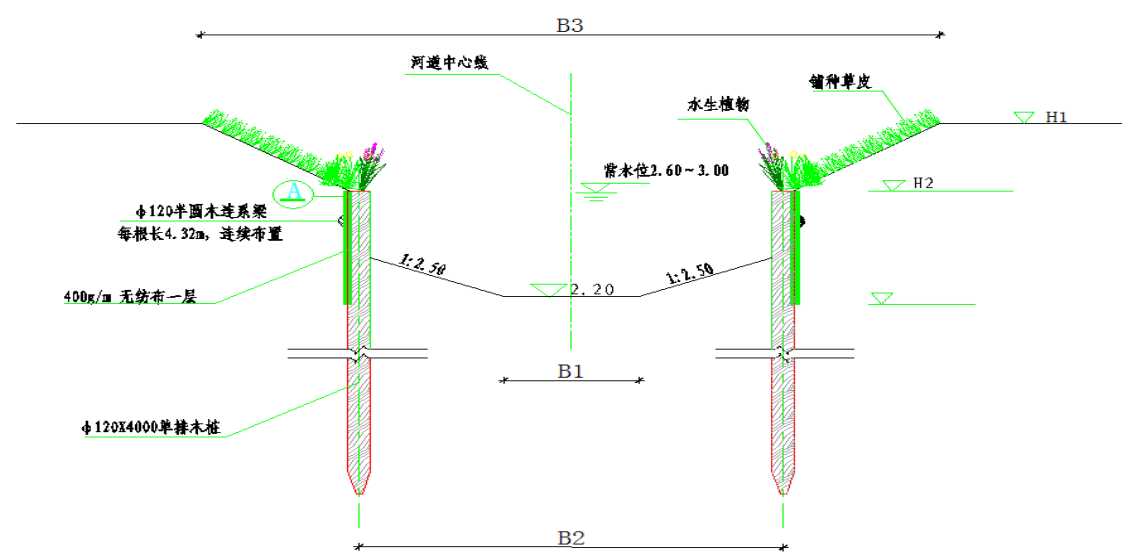 B3
河道中心线
铺种草皮
水生植物
H1
常水位2.60~3.00
H2
A
ф120半圆木连系梁
每根长4.32m, 连续布置
1:2.50
1:2.50
400g/m 无纺布一层
2.20
B1
ф120X4000单排木桩
B2